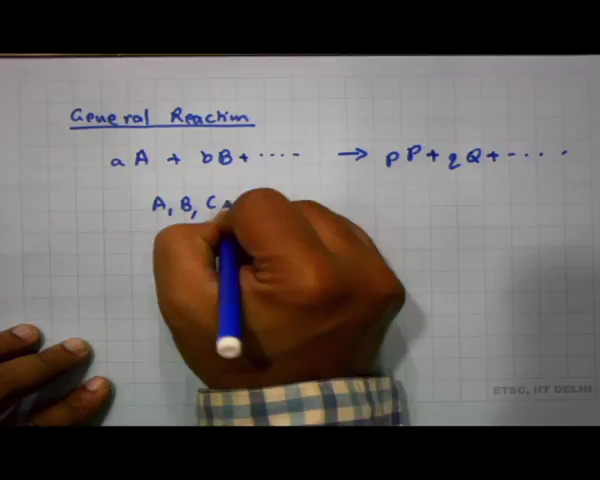 General Reaction
aA + bB + ···· → pP + qQ + ····
A, B, C
ETSC, IIT DELHI